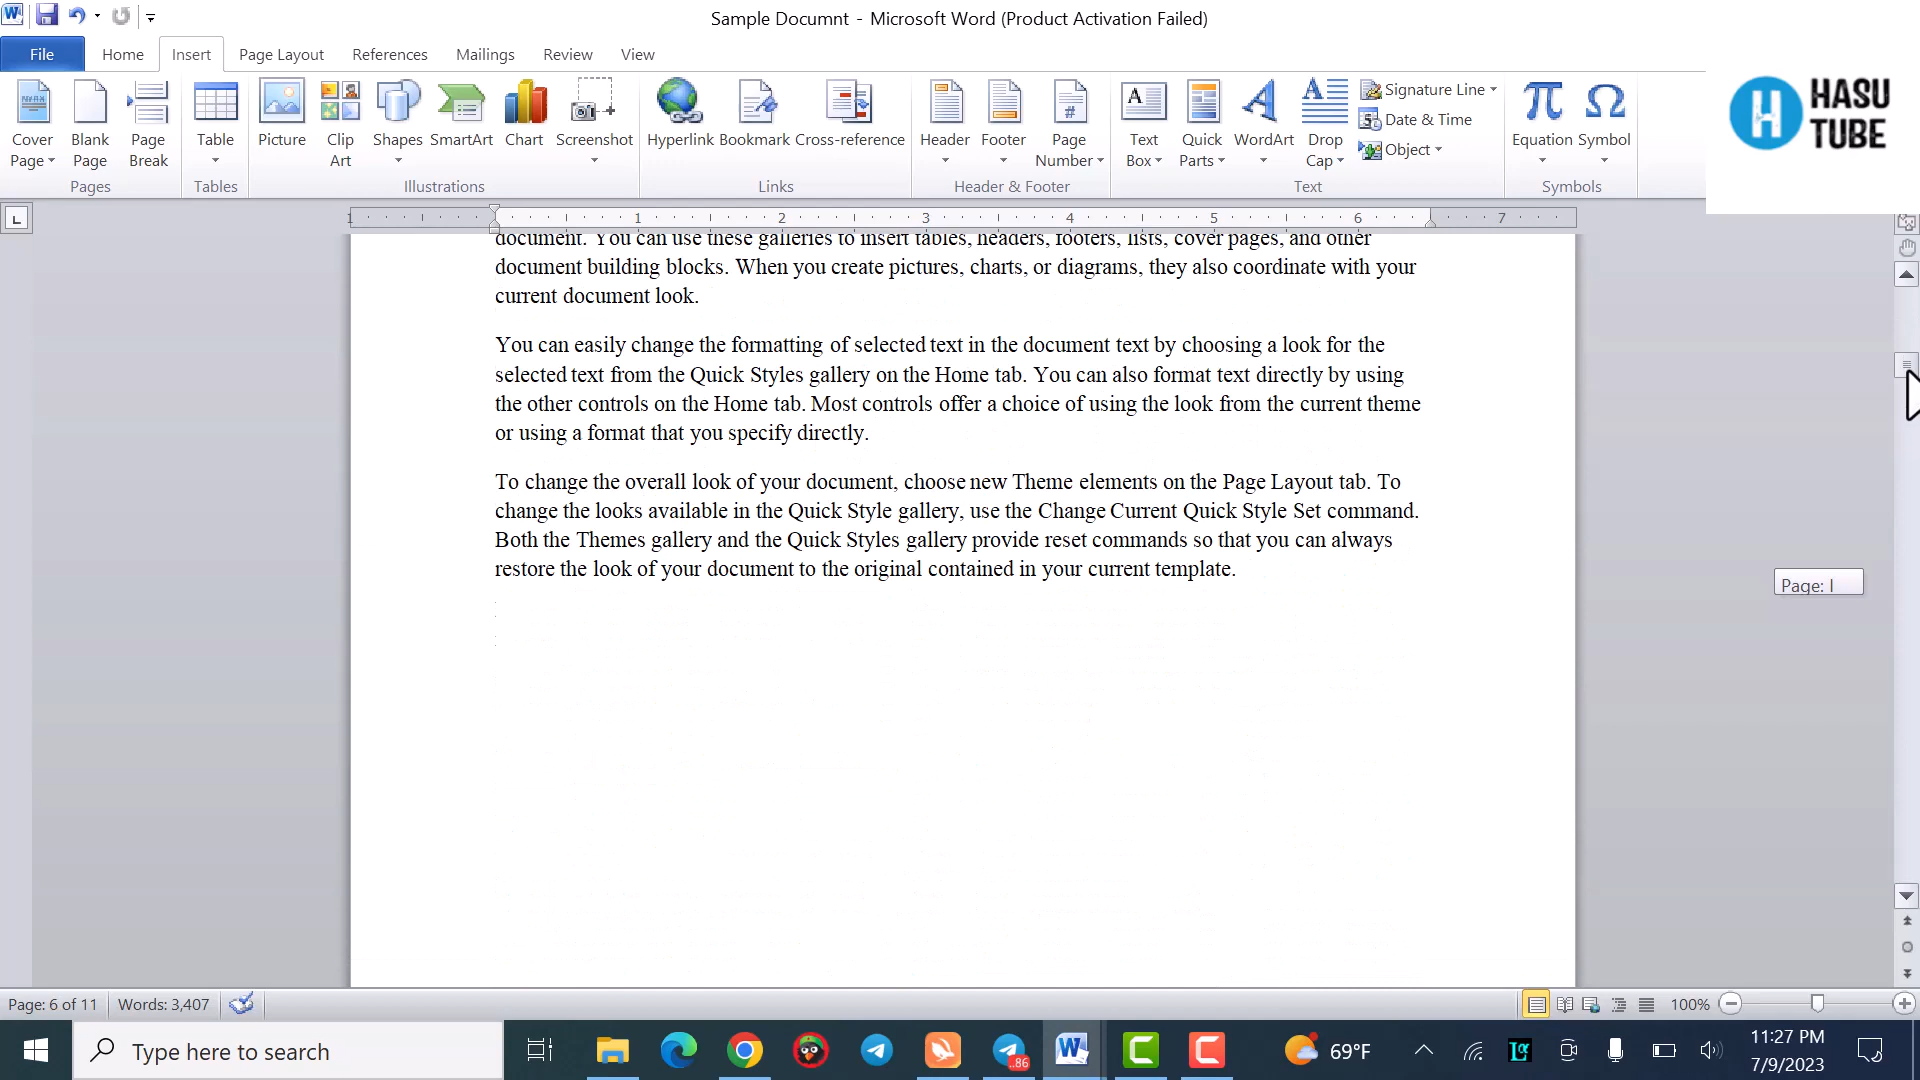 Sample Documnt - Microsoft Word (Product Activation Failed)
File Home Insert Page Layout References Mailings Review View
Cover Page
Blank Page
Page Break
Pages
Table
Tables
Picture
Clip Art
Shapes
SmartArt
Chart
Screenshot
Illustrations
Hyperlink
Bookmark
Cross-reference
Links
Header
Footer
Page Number
Header & Footer
Text Box
Quick Parts
WordArt
Drop Cap
Signature Line
Date & Time
Object
Text
Equation
Symbol
Symbols
HASU
TUBE
1 1 2 3 4 5 6 7
document. You can use these galleries to insert tables, headers, footers, lists, cover pages, and other
document building blocks. When you create pictures, charts, or diagrams, they also coordinate with your
current document look.
You can easily change the formatting of selected text in the document text by choosing a look for the
selected text from the Quick Styles gallery on the Home tab. You can also format text directly by using
the other controls on the Home tab. Most controls offer a choice of using the look from the current theme
or using a format that you specify directly.
To change the overall look of your document, choose new Theme elements on the Page Layout tab. To
change the looks available in the Quick Style gallery, use the Change Current Quick Style Set command.
Both the Themes gallery and the Quick Styles gallery provide reset commands so that you can always
restore the look of your document to the original contained in your current template.
Page: I
Page: 6 of 11 Words: 3,407 100%
Type here to search
86
69°F
11:27 PM
7/9/2023